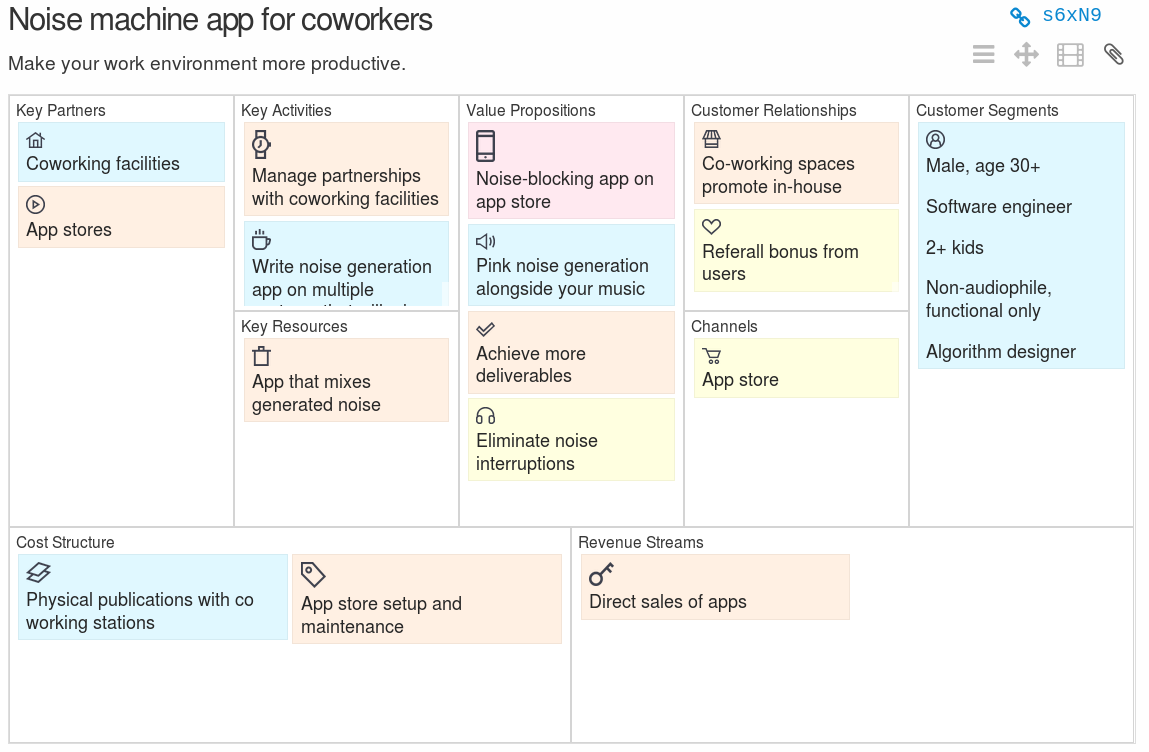 Noise machine app for coworkers
s6xN9
Make your work environment more productive.
Key Partners
Coworking facilities
App stores
Key Activities
Manage partnerships
with coworking facilities
Write noise generation
app on multiple
Key Resources
App that mixes
generated noise
Value Propositions
Noise-blocking app on
app store
Pink noise generation
alongside your music
Achieve more
deliverables
Eliminate noise
interruptions
Customer Relationships
Co-working spaces
promote in-house
Referall bonus from
users
Channels
App store
Customer Segments
Male, age 30+
Software engineer
2+ kids
Non-audiophile,
functional only
Algorithm designer
Cost Structure
Physical publications with co
working stations
App store setup and
maintenance
Revenue Streams
Direct sales of apps